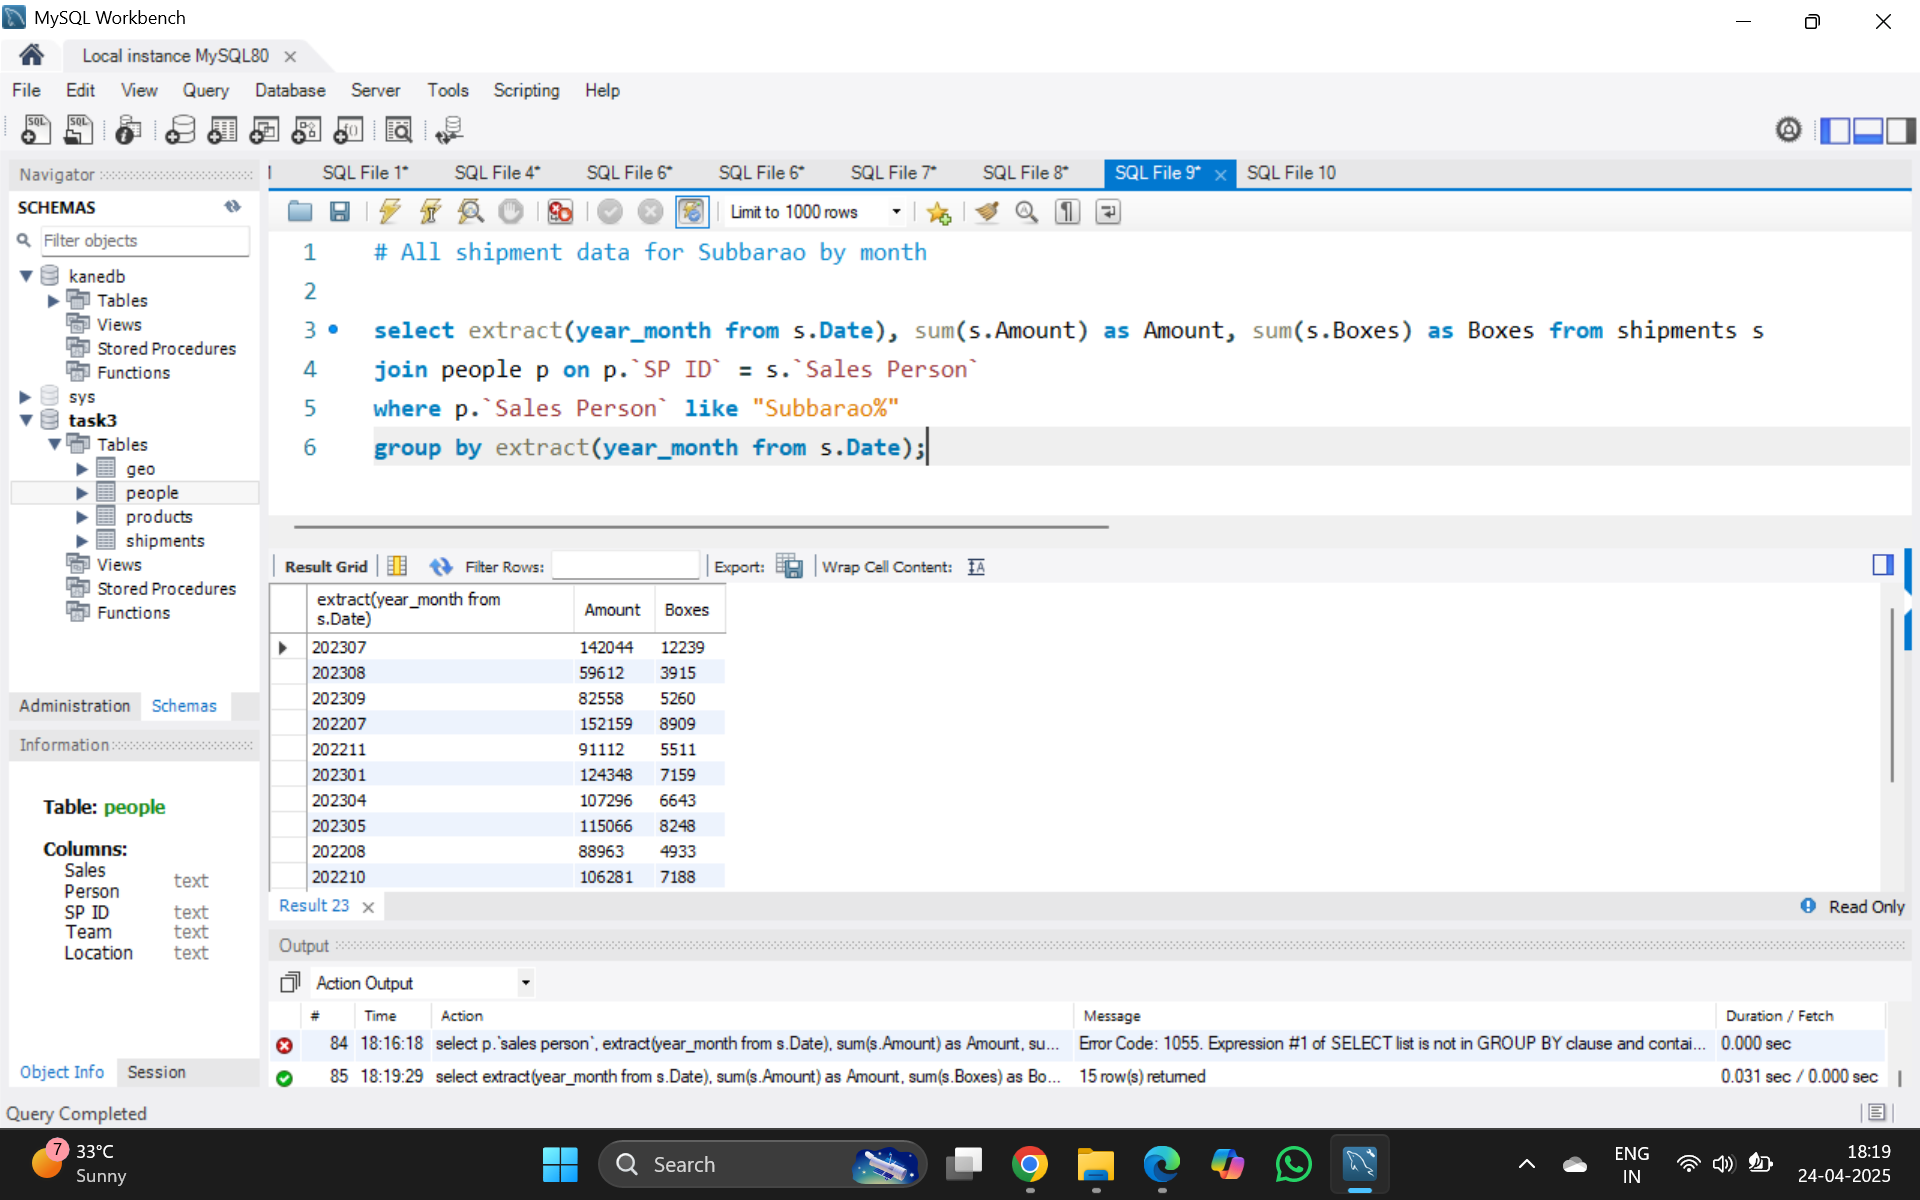 MySQL Workbench
Local instance MySQL80
File Edit View Query Database Server Tools Scripting Help
Navigator
SCHEMAS
Filter objects
kanedb
Tables
Views
Stored Procedures
Functions
sys
task3
Tables
geo
people
products
shipments
Views
Stored Procedures
Functions
Administration Schemas
Information
Table: people
Columns:
Sales Person text
SP ID text
Team text
Location text
Object Info Session
SQL File 1* SQL File 4* SQL File 6* SQL File 6* SQL File 7* SQL File 8* SQL File 9* SQL File 10
Limit to 1000 rows
1 # All shipment data for Subbarao by month
2
3 select extract(year_month from s.Date), sum(s.Amount) as Amount, sum(s.Boxes) as Boxes from shipments s
4 join people p on p.`SP ID` = s.`Sales Person`
5 where p.`Sales Person` like "Subbarao%"
6 group by extract(year_month from s.Date);
Result Grid Filter Rows: Export: Wrap Cell Content:
extract(year_month from s.Date) Amount Boxes
202307 142044 12239
202308 59612 3915
202309 82558 5260
202207 152159 8909
202211 91112 5511
202301 124348 7159
202304 107296 6643
202305 115066 8248
202208 88963 4933
202210 106281 7188
Result 23 Read Only
Output
Action Output
# Time Action Message Duration / Fetch
84 18:16:18 select p.`sales person`, extract(year_month from s.Date), sum(s.Amount) as Amount, su... Error Code: 1055. Expression #1 of SELECT list is not in GROUP BY clause and contai... 0.000 sec
85 18:19:29 select extract(year_month from s.Date), sum(s.Amount) as Amount, sum(s.Boxes) as Bo... 15 row(s) returned 0.031 sec / 0.000 sec
Query Completed
7
33°C
Sunny
Search
ENG
IN
18:19
24-04-2025